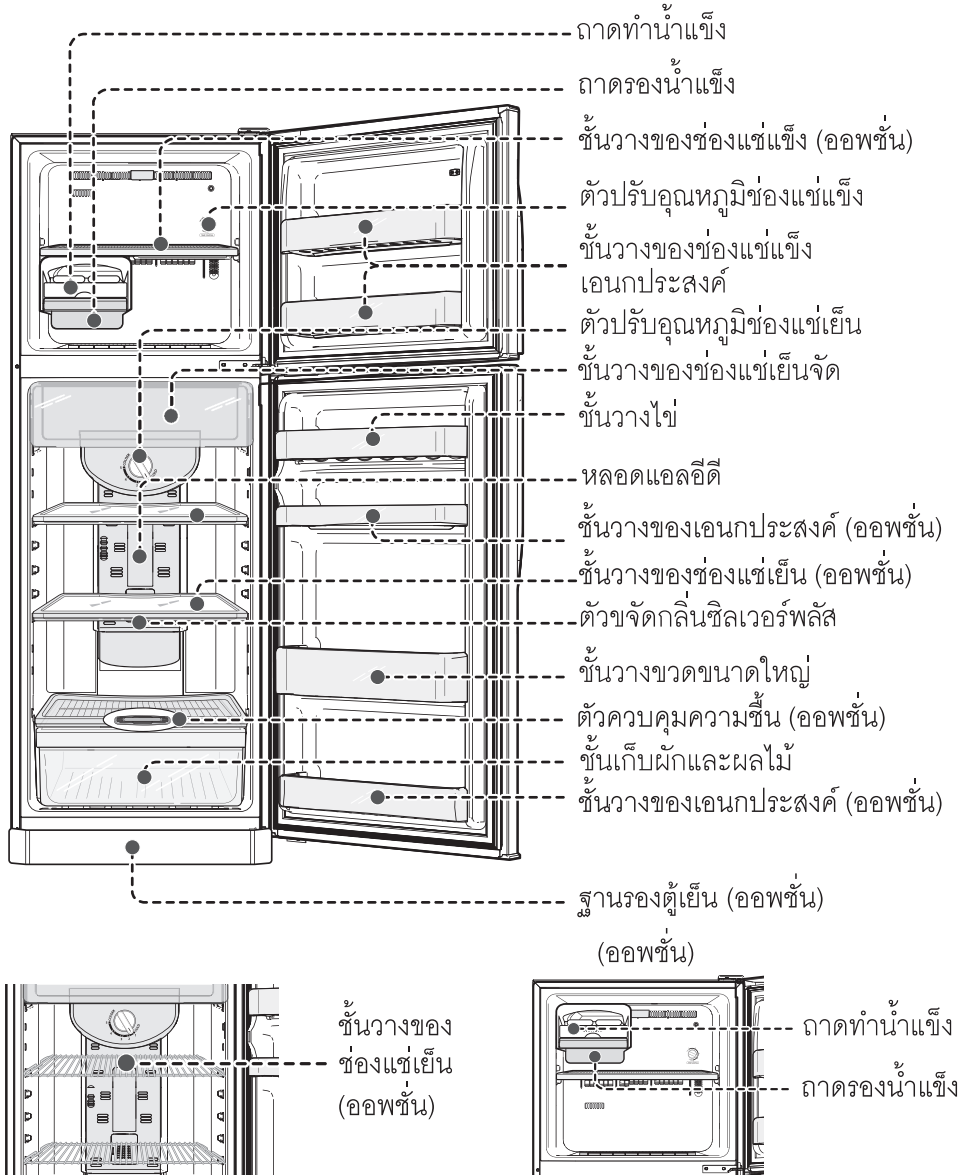 ถาดทำน้ำแข็ง
ถาดรองน้ำแข็ง
ชั้นวางของช่องแช่แข็ง (ออพชั่น)
ตัวปรับอุณหภูมิช่องแช่แข็ง
ชั้นวางของช่องแช่แข็ง
เอนกประสงค์
ตัวปรับอุณหภูมิช่องแช่เย็น
ชั้นวางของช่องแช่เย็นจัด
ชั้นวางไข่
หลอดแอลอีดี
ชั้นวางของเอนกประสงค์ (ออพชั่น)
ชั้นวางของช่องแช่เย็น (ออพชั่น)
ตัวขจัดกลิ่นซิลเวอร์พลัส
ชั้นวางขวดขนาดใหญ่
ตัวควบคุมความชื้น (ออพชั่น)
ชั้นเก็บผักและผลไม้
ชั้นวางของเอนกประสงค์ (ออพชั่น)
ฐานรองตู้เย็น (ออพชั่น)
(ออพชั่น)
ชั้นวางของ
ช่องแช่เย็น
(ออพชั่น)
ถาดทำน้ำแข็ง
ถาดรองน้ำแข็ง